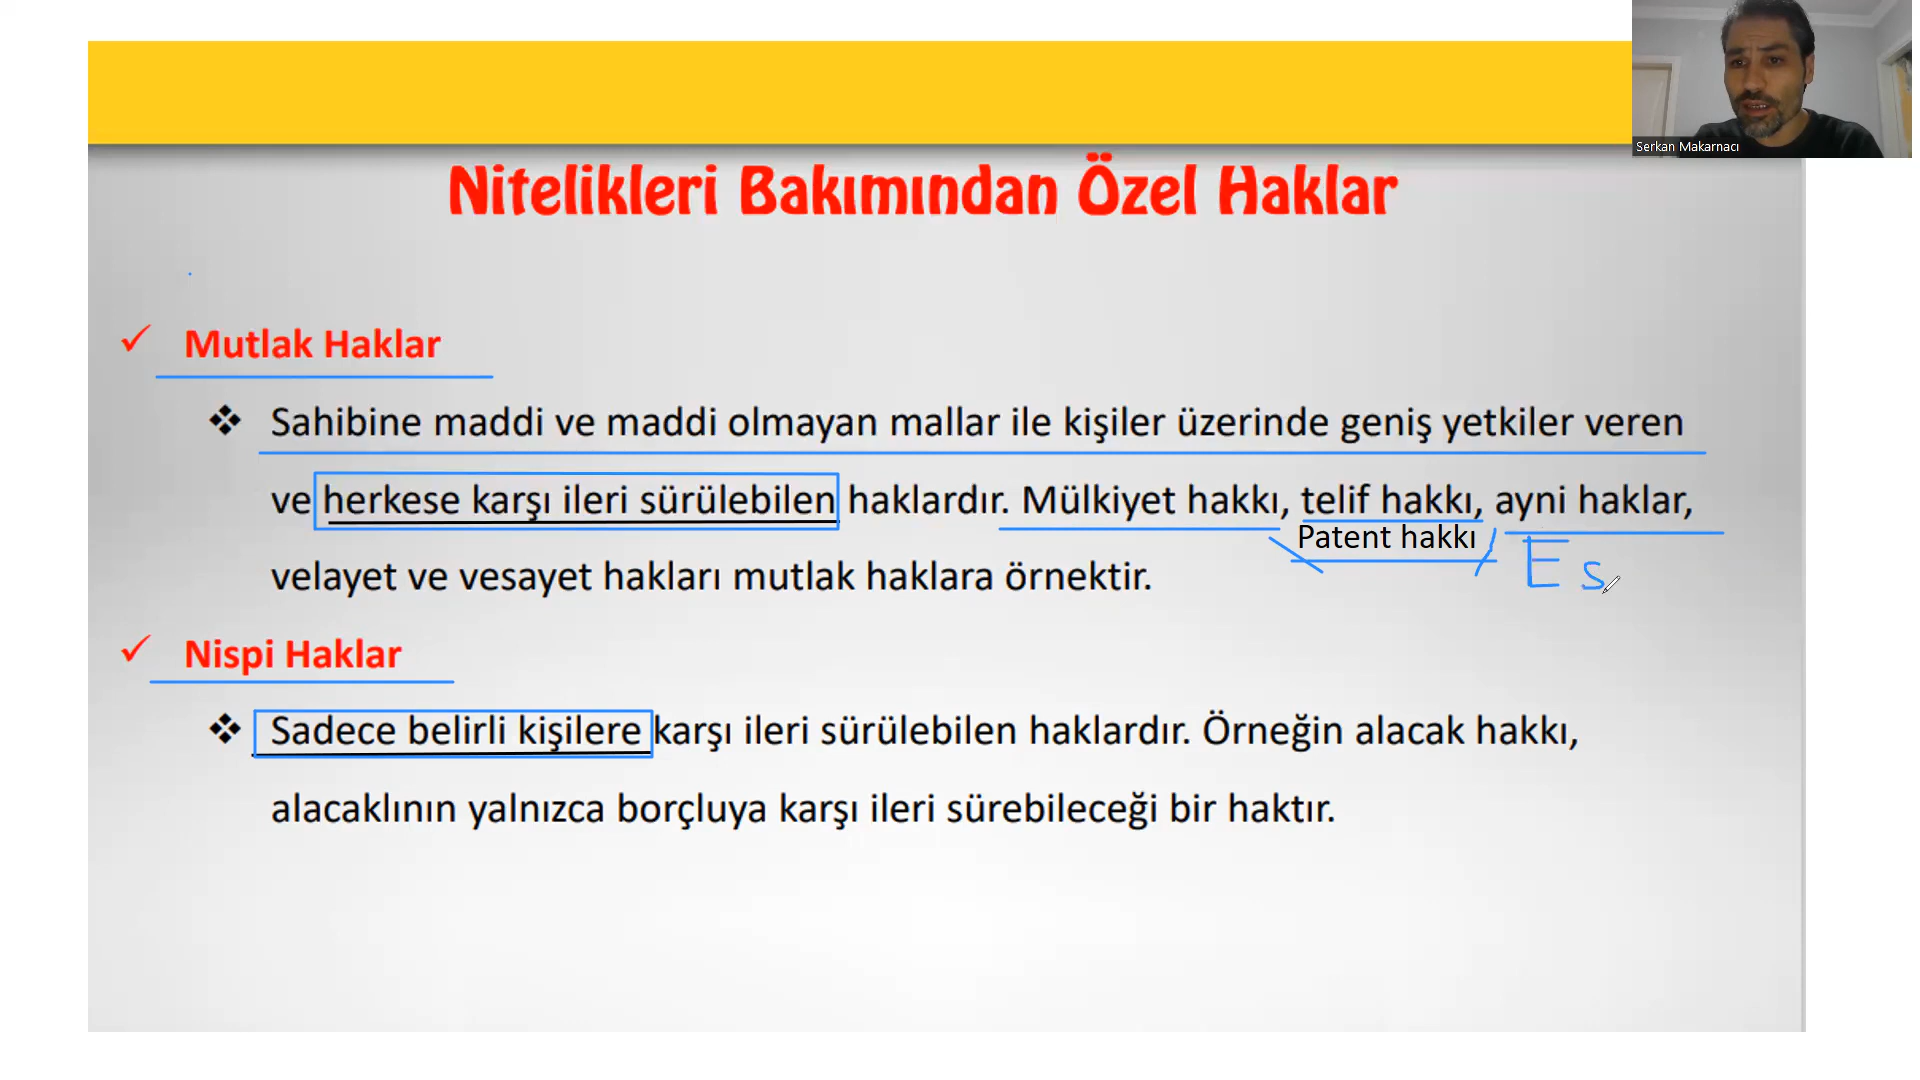 Serkan Makarnacı
Nitelikleri Bakımından Özel Haklar
Mutlak Haklar
Sahibine maddi ve maddi olmayan mallar ile kişiler üzerinde geniş yetkiler veren
ve herkese karşı ileri sürülebilen haklardır. Mülkiyet hakkı, telif hakkı, ayni haklar,
Patent hakkı
E s
velayet ve vesayet hakları mutlak haklara örnektir.
Nispi Haklar
Sadece belirli kişilere karşı ileri sürülebilen haklardır. Örneğin alacak hakkı,
alacaklının yalnızca borçluya karşı ileri sürebileceği bir haktır.